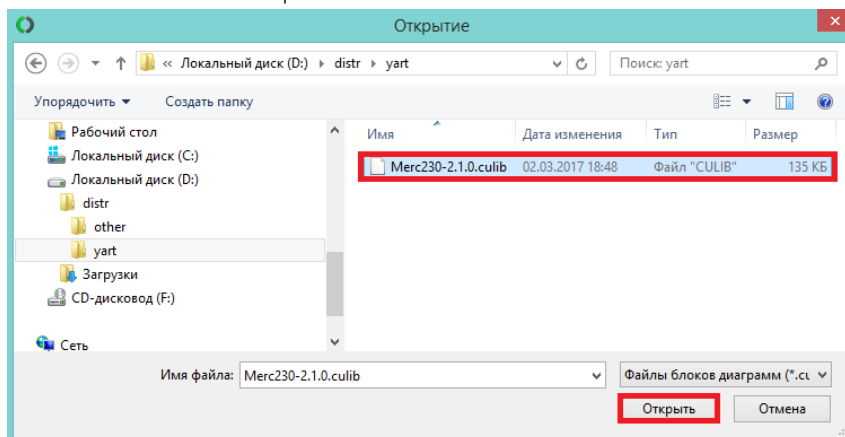 Открытие
« Локальный диск (D:) distr yart
Поиск: yart
Упорядочить Создать папку
Рабочий стол
Локальный диск (C:)
Локальный диск (D:)
distr
other
yart
Загрузки
CD-дисковод (F:)
Сеть
Имя Дата изменения Тип Размер
Merc230-2.1.0.culib 02.03.2017 18:48 Файл "CULIB" 135 КБ
Имя файла: Merc230-2.1.0.culib Файлы блоков диаграмм (*.cu
Открыть Отмена